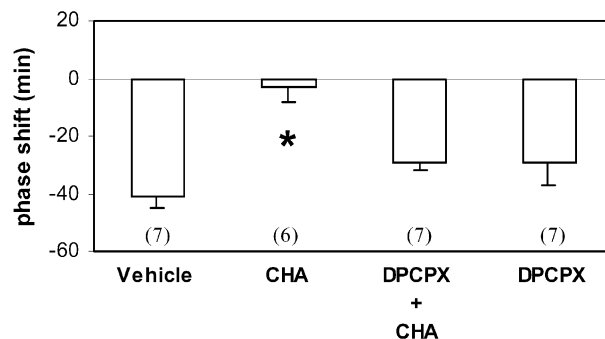 20
0
-20
-40
-60
phase shift (min)
*
(7) (6) (7) (7)
Vehicle CHA DPCPX DPCPX
+
CHA